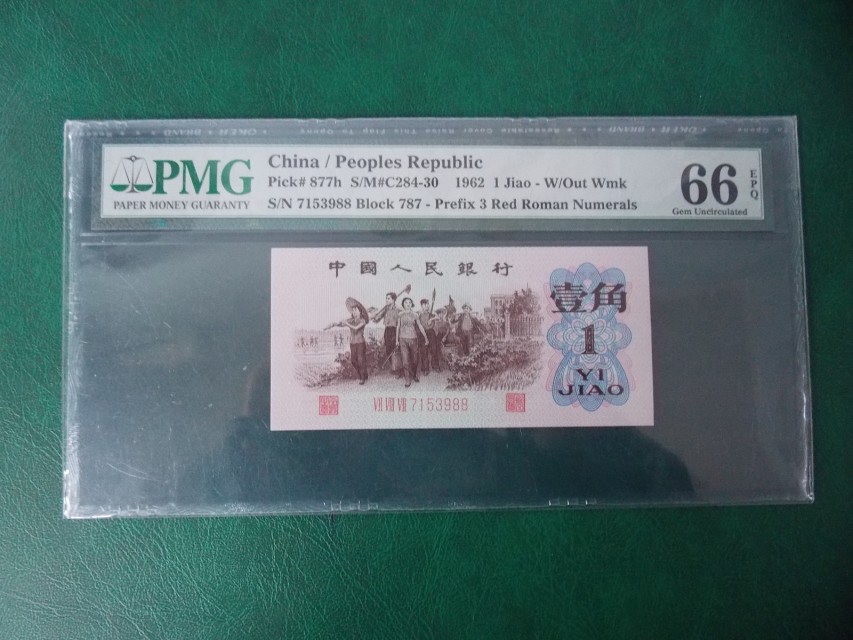 PMG
PAPER MONEY GUARANTY
China / Peoples Republic
Pick# 877h S/M#C284-30 1962 1 Jiao - W/Out Wmk
S/N 7153988 Block 787 - Prefix 3 Red Roman Numerals
66
EPQ
Gem Uncirculated
中國人民銀行
壹角
1
YI
JIAO
VII VIII VII 7153988